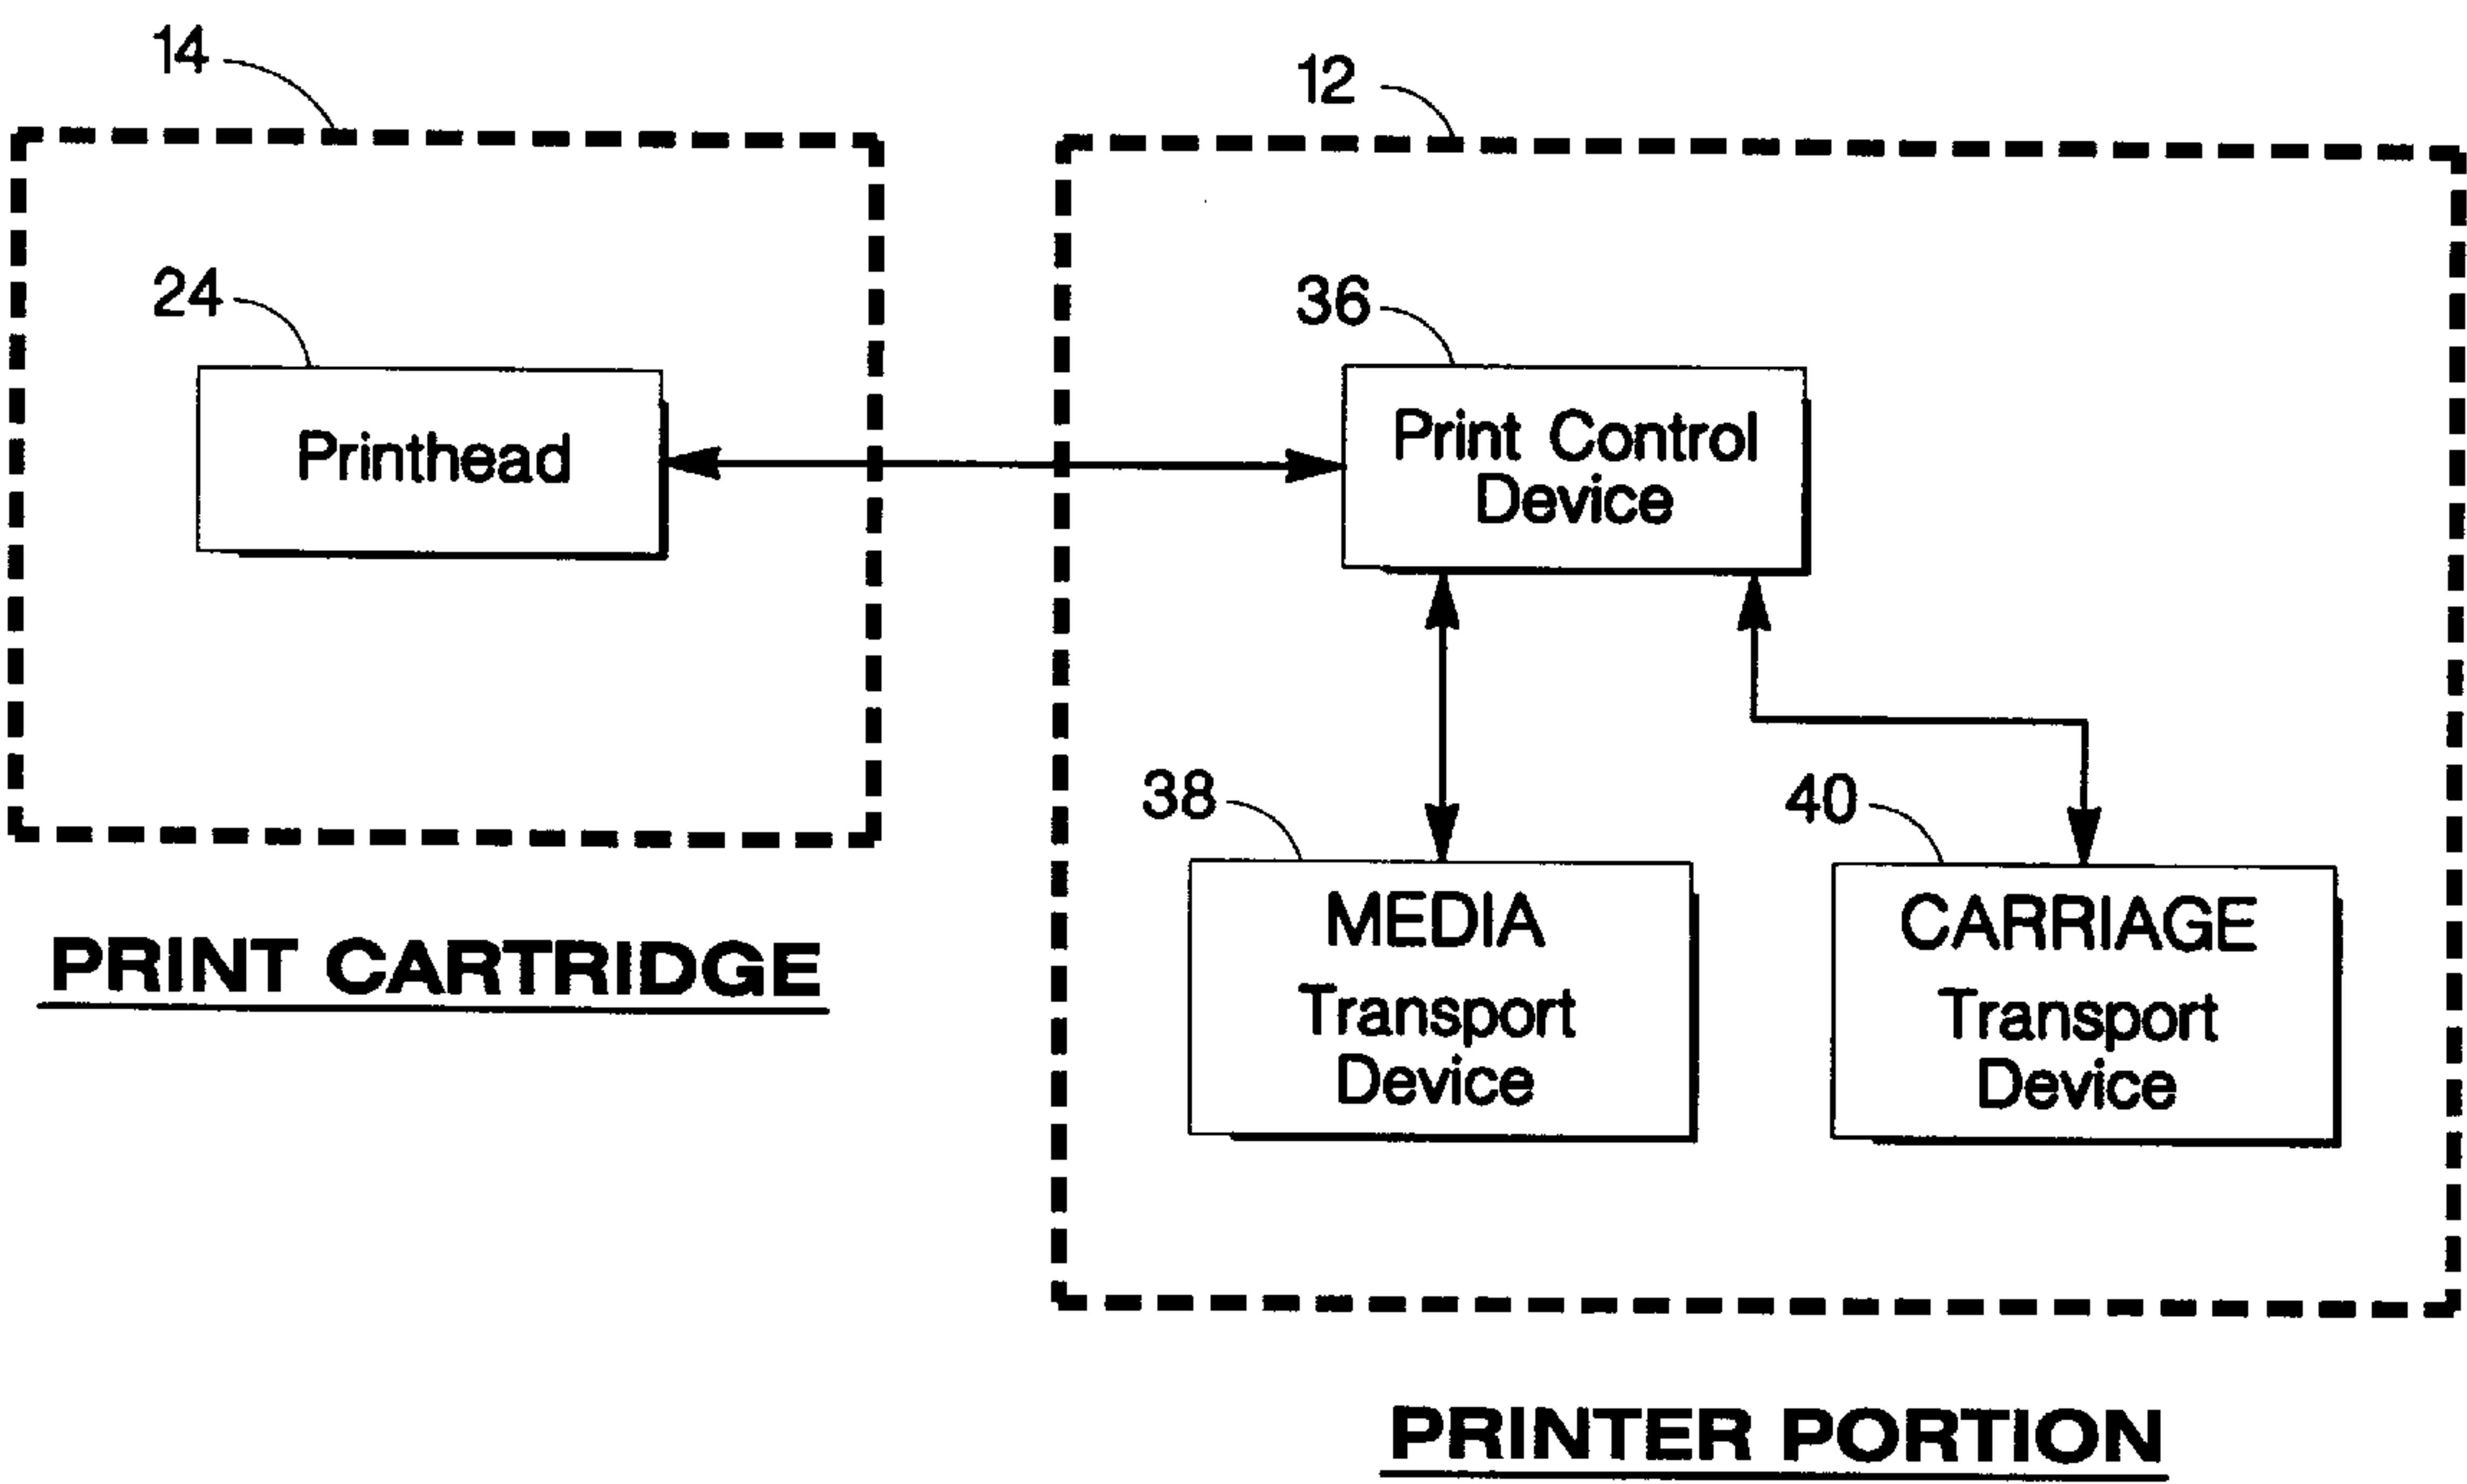 14
12
24
36
Printhead
Print Control
Device
38
40
MEDIA
Transport
Device
CARRIAGE
Transport
Device
PRINT CARTRIDGE
PRINTER PORTION